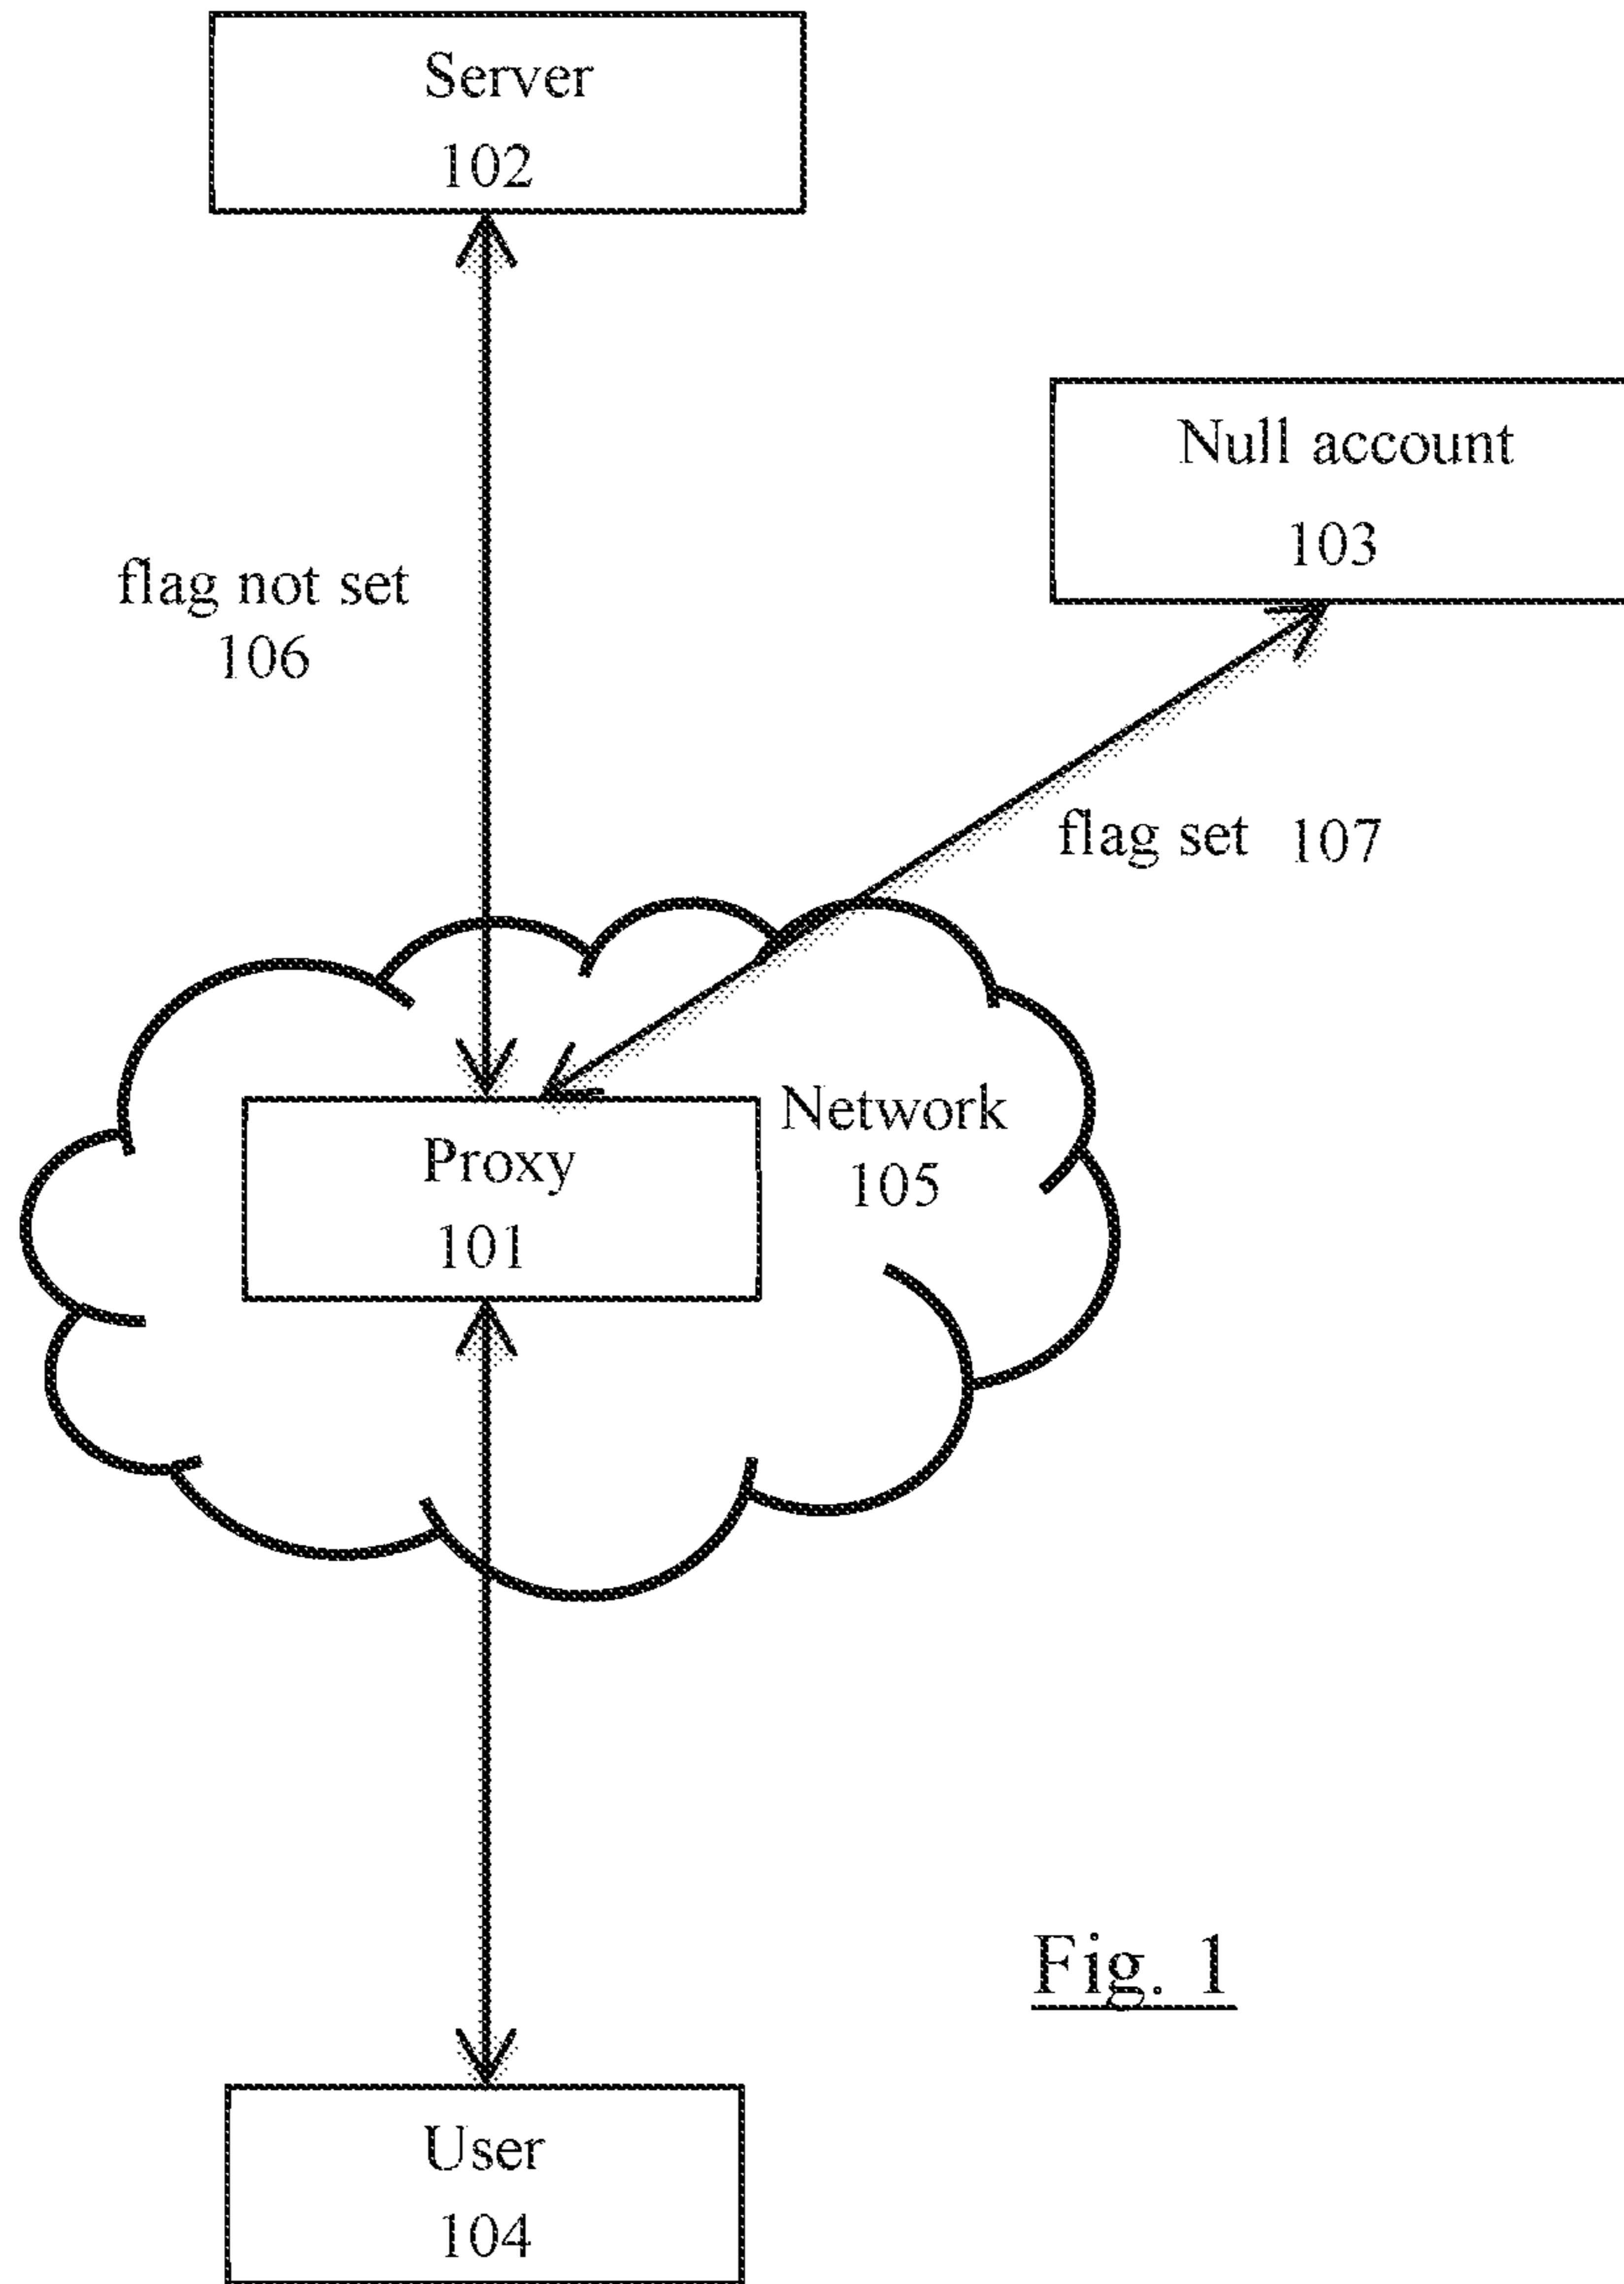 Server
102
Null account
103
flag not set
106
flag set 107
Network
105
Proxy
101
Fig. 1
User
104